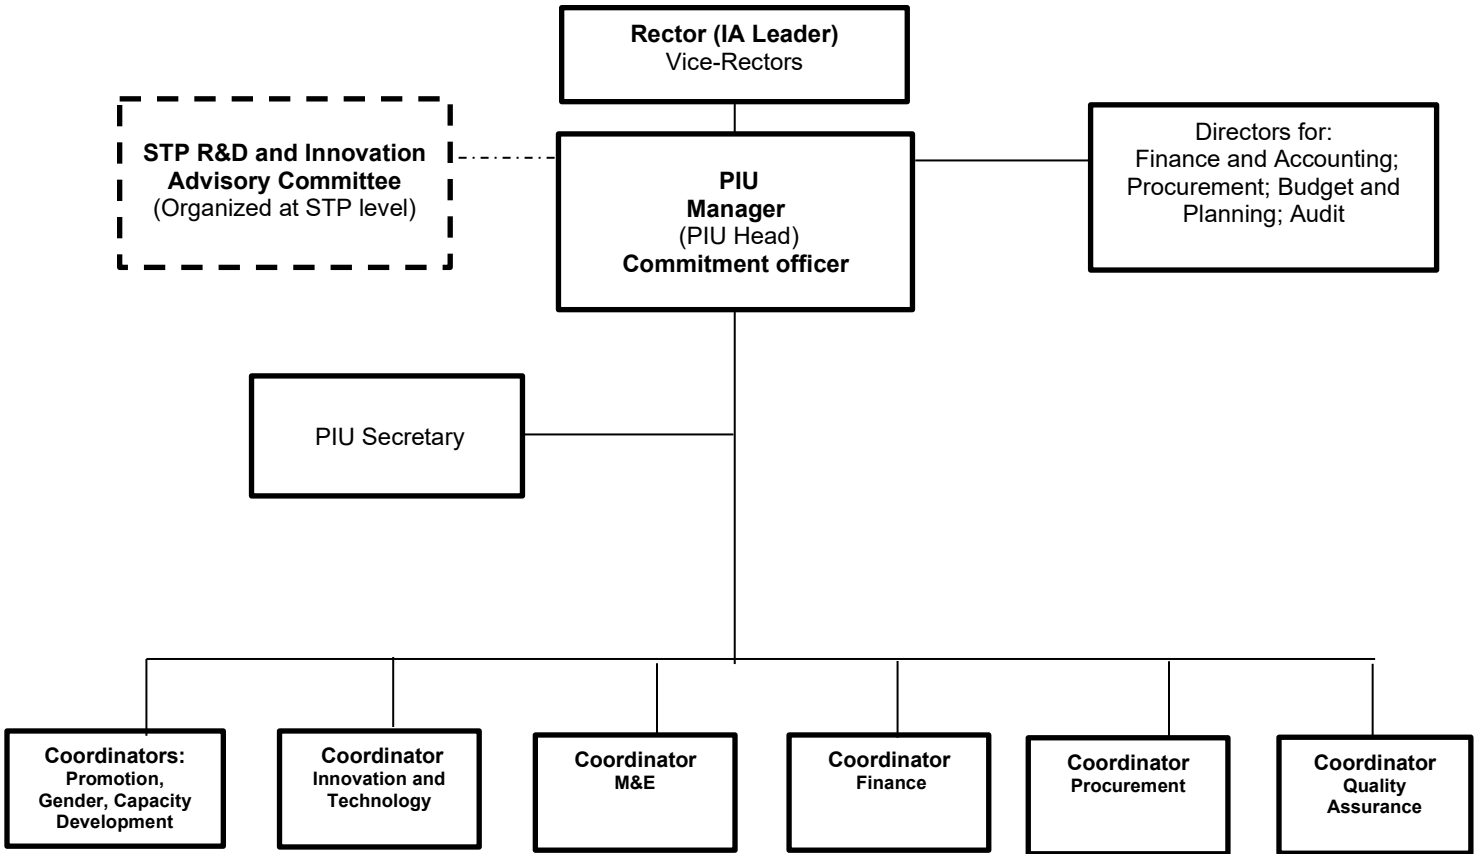 Rector (IA Leader)
Vice-Rectors
STP R&D and Innovation
Advisory Committee
(Organized at STP level)
PIU
Manager
(PIU Head)
Commitment officer
Directors for:
Finance and Accounting;
Procurement; Budget and
Planning; Audit
PIU Secretary
Coordinators:
Promotion,
Gender, Capacity
Development
Coordinator
Innovation and
Technology
Coordinator
M&E
Coordinator
Finance
Coordinator
Procurement
Coordinator
Quality
Assurance